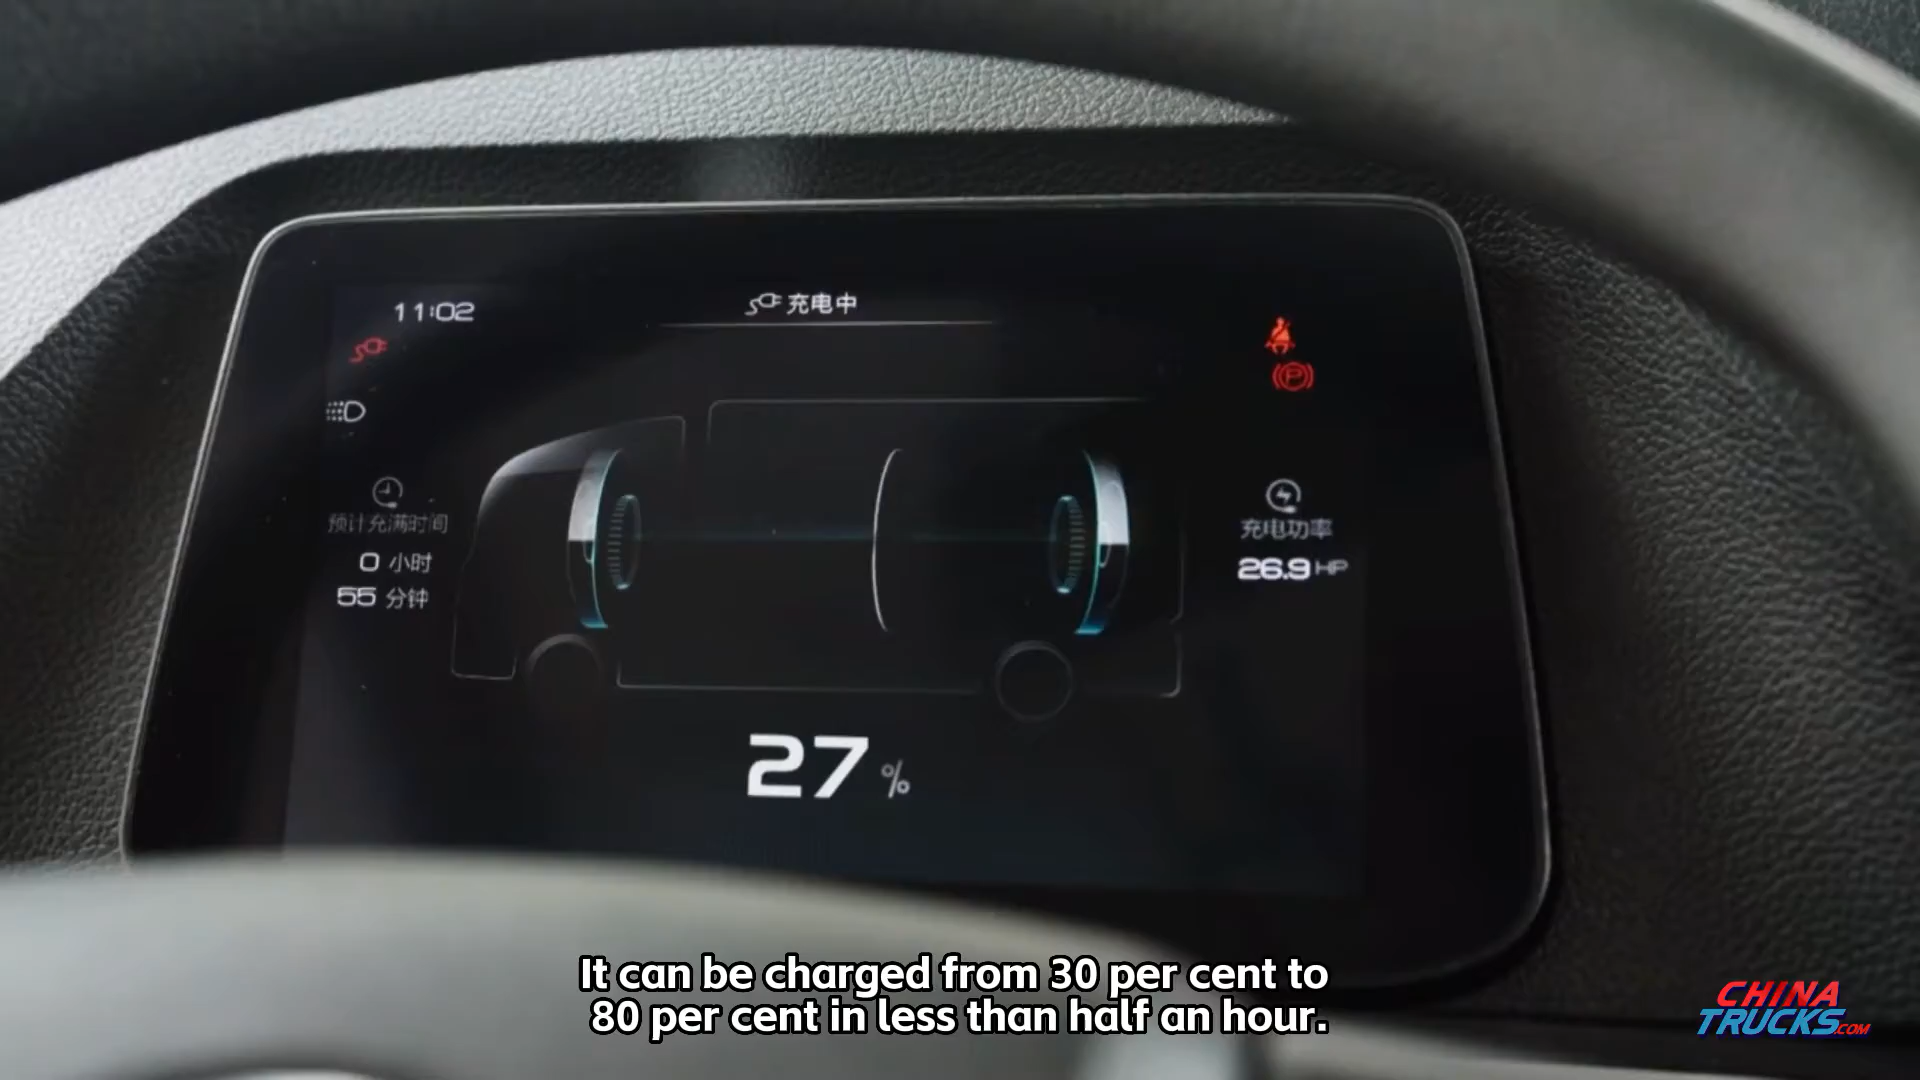 11:02
充电中
预计充满时间
0 小时
55 分钟
充电功率
26.9 HP
27 %
It can be charged from 30 per cent to
80 per cent in less than half an hour.
CHINA
TRUCKS.COM